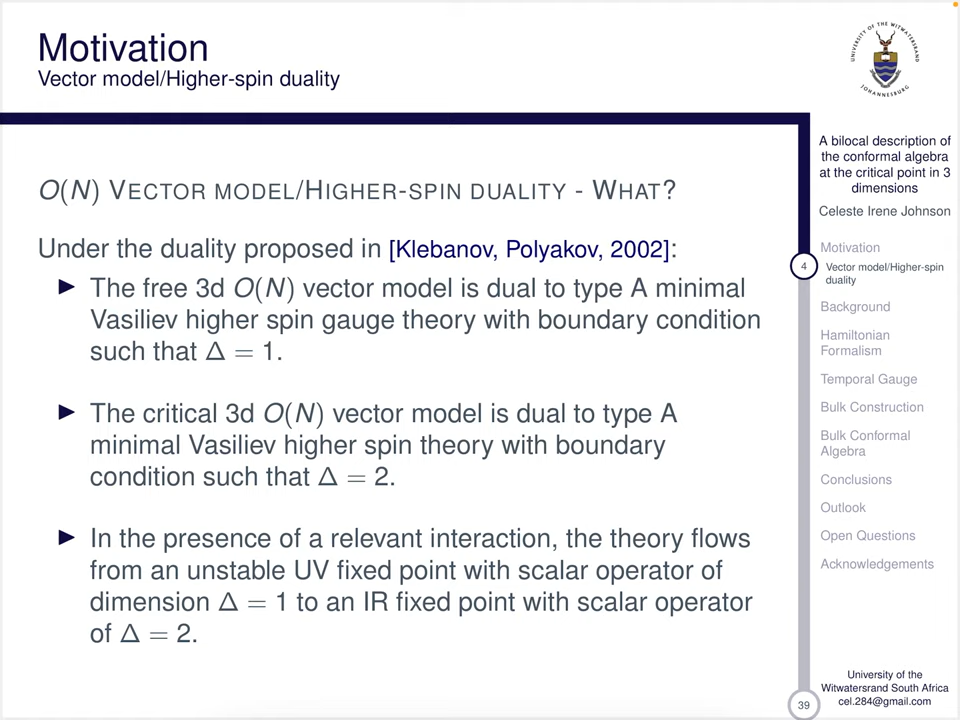 Motivation
Vector model/Higher-spin duality
UNIVERSITY OF THE WITWATERSRAND
JOHANNESBURG
A bilocal description of
the conformal algebra
at the critical point in 3
dimensions
Celeste Irene Johnson
O(N) VECTOR MODEL/HIGHER-SPIN DUALITY - WHAT?
Under the duality proposed in [Klebanov, Polyakov, 2002]:
▶ The free 3d O(N) vector model is dual to type A minimal
Vasiliev higher spin gauge theory with boundary condition
such that Δ = 1.
▶ The critical 3d O(N) vector model is dual to type A
minimal Vasiliev higher spin theory with boundary
condition such that Δ = 2.
▶ In the presence of a relevant interaction, the theory flows
from an unstable UV fixed point with scalar operator of
dimension Δ = 1 to an IR fixed point with scalar operator
of Δ = 2.
Motivation
4
Vector model/Higher-spin
duality
Background
Hamiltonian
Formalism
Temporal Gauge
Bulk Construction
Bulk Conformal
Algebra
Conclusions
Outlook
Open Questions
Acknowledgements
University of the
Witwatersrand South Africa
cel.284@gmail.com
39